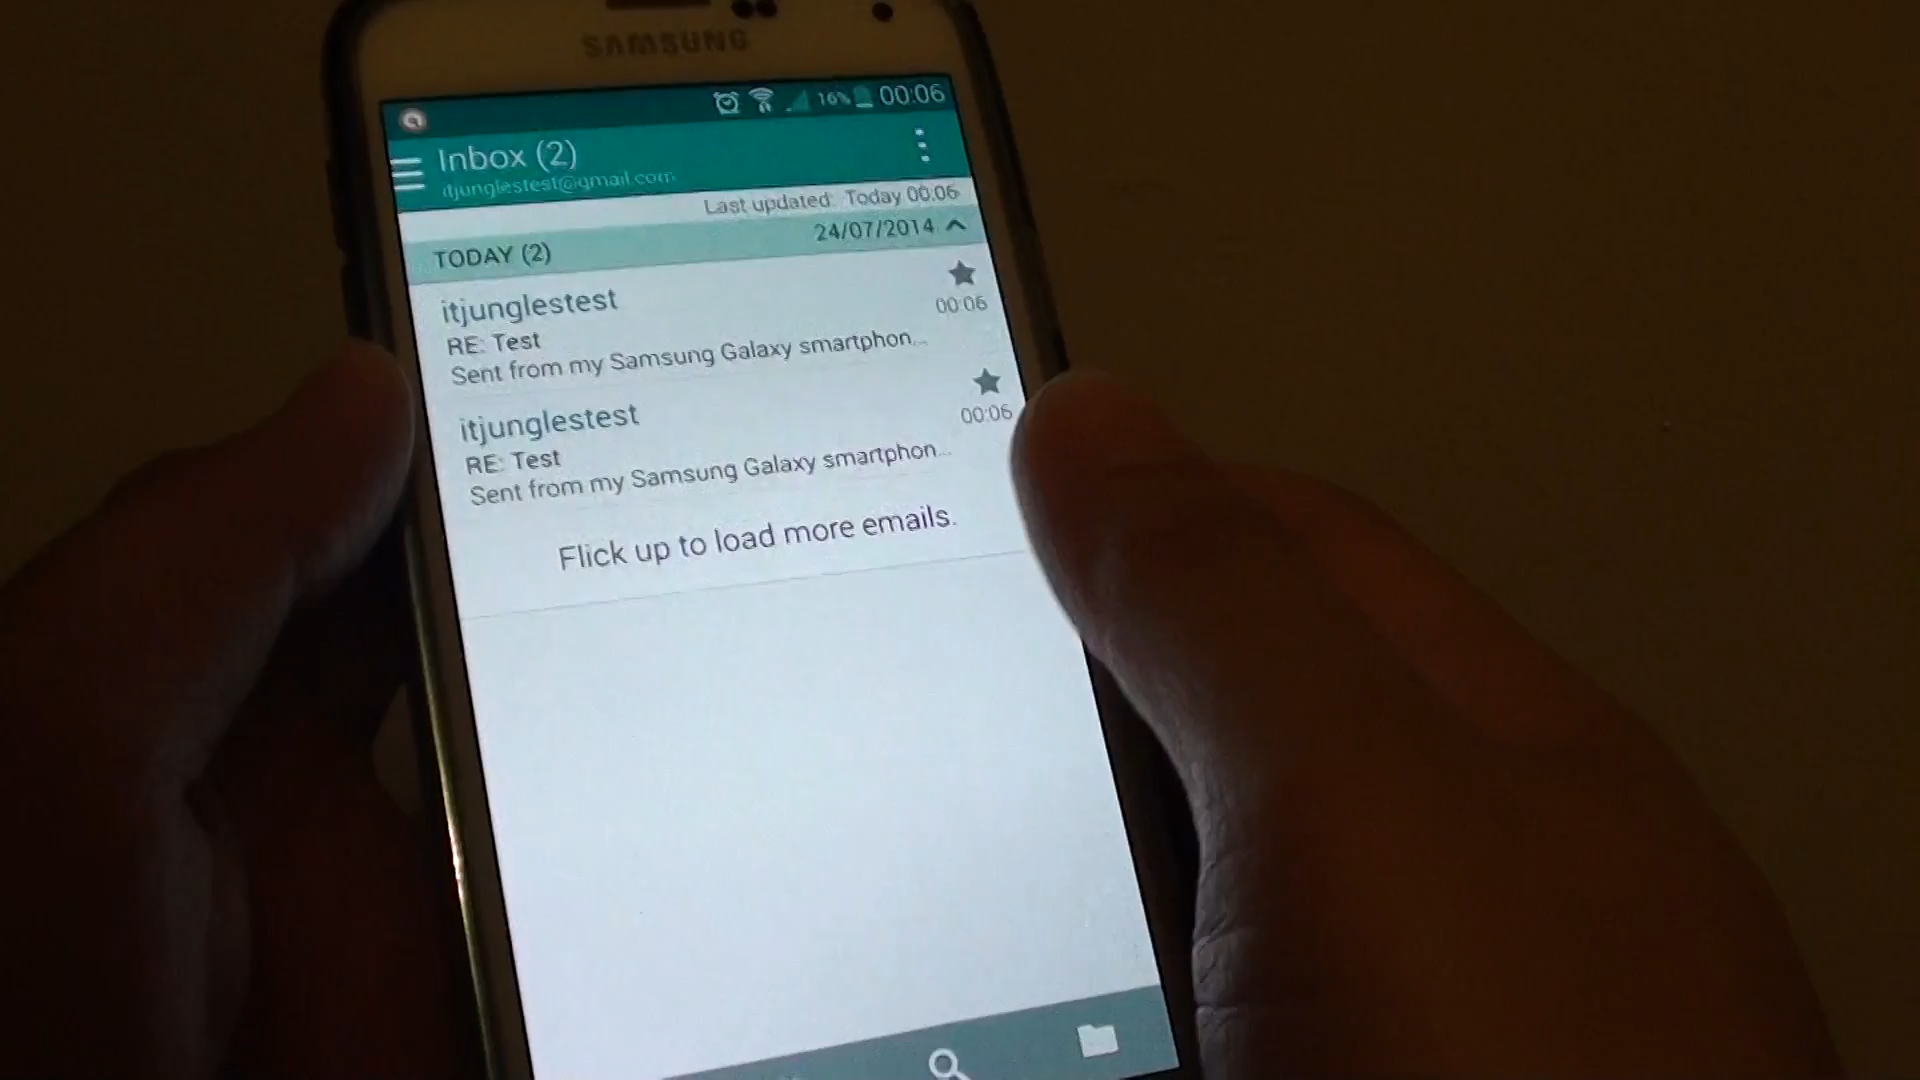 SAMSUNG
16% 00:06
Inbox (2)
itjunglestest@gmail.com
Last updated: Today 00:06
TODAY (2) 24/07/2014
itjunglestest
00:06
RE: Test
Sent from my Samsung Galaxy smartphon...
itjunglestest
00:06
RE: Test
Sent from my Samsung Galaxy smartphon...
Flick up to load more emails.